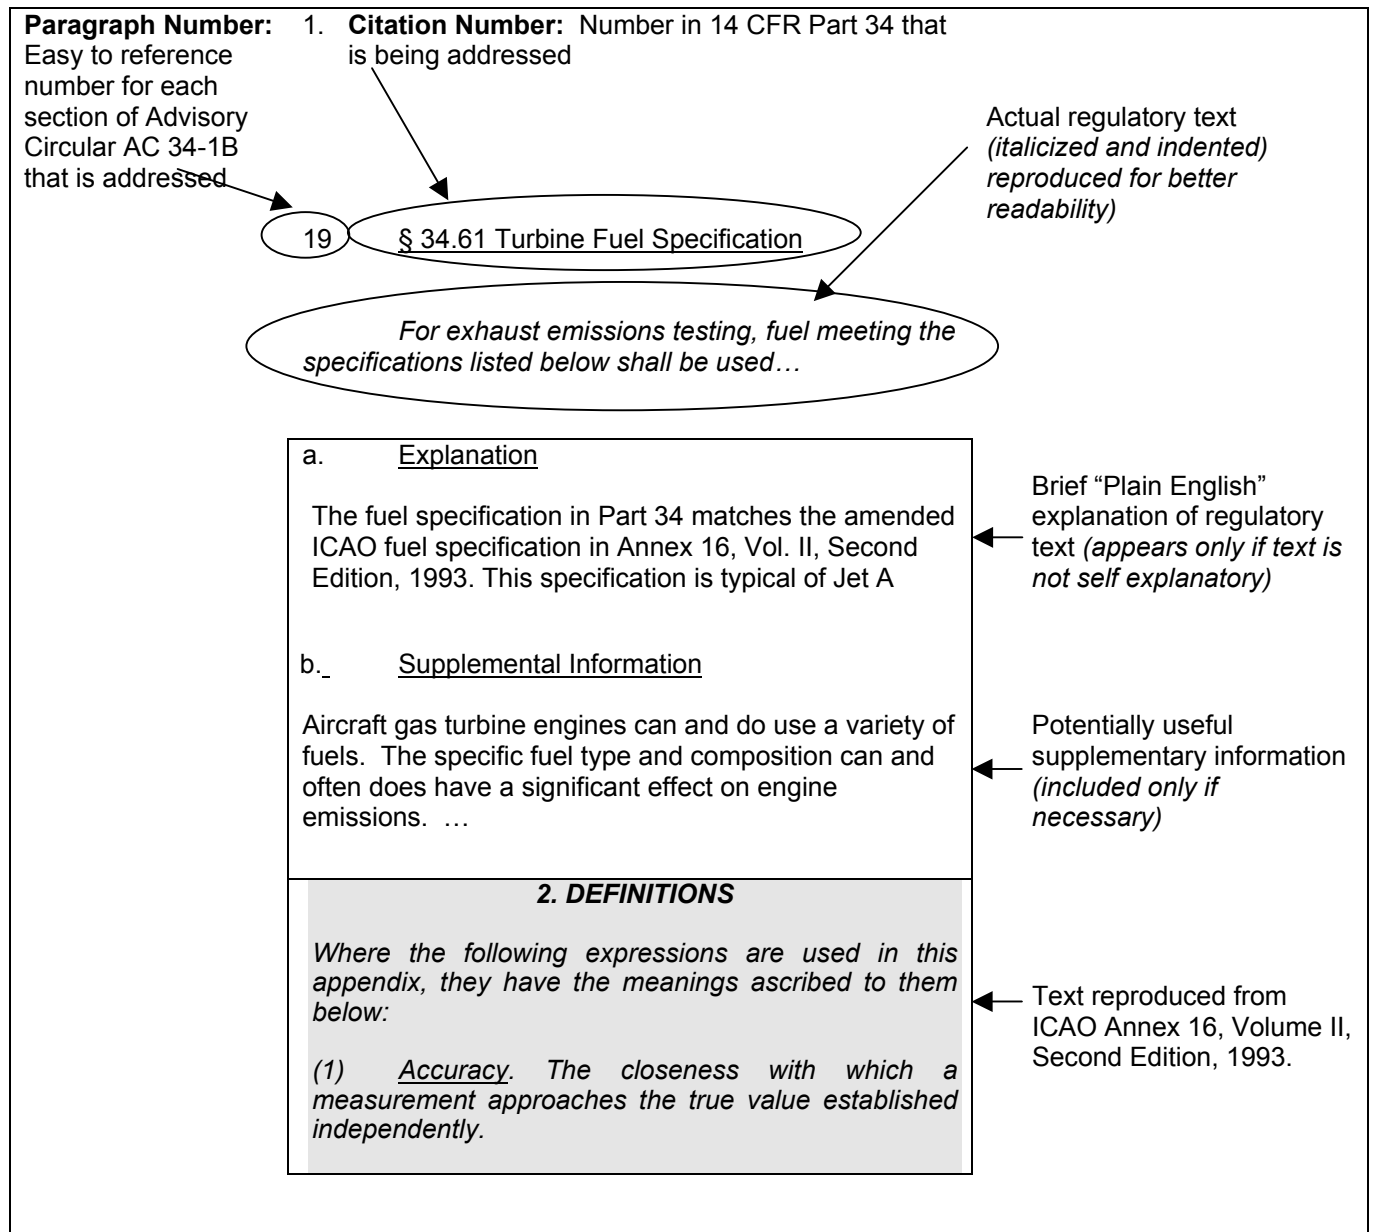 Paragraph Number:
Easy to reference
number for each
section of Advisory
Circular AC 34-1B
that is addressed
1. Citation Number: Number in 14 CFR Part 34 that
is being addressed
Actual regulatory text
(italicized and indented)
reproduced for better
readability)
19 § 34.61 Turbine Fuel Specification
For exhaust emissions testing, fuel meeting the
specifications listed below shall be used…
a. Explanation
The fuel specification in Part 34 matches the amended
ICAO fuel specification in Annex 16, Vol. II, Second
Edition, 1993. This specification is typical of Jet A
Brief “Plain English”
explanation of regulatory
text (appears only if text is
not self explanatory)
b. Supplemental Information
Aircraft gas turbine engines can and do use a variety of
fuels. The specific fuel type and composition can and
often does have a significant effect on engine
emissions. …
Potentially useful
supplementary information
(included only if
necessary)
2. DEFINITIONS
Where the following expressions are used in this
appendix, they have the meanings ascribed to them
below:
(1) Accuracy. The closeness with which a
measurement approaches the true value established
independently.
Text reproduced from
ICAO Annex 16, Volume II,
Second Edition, 1993.